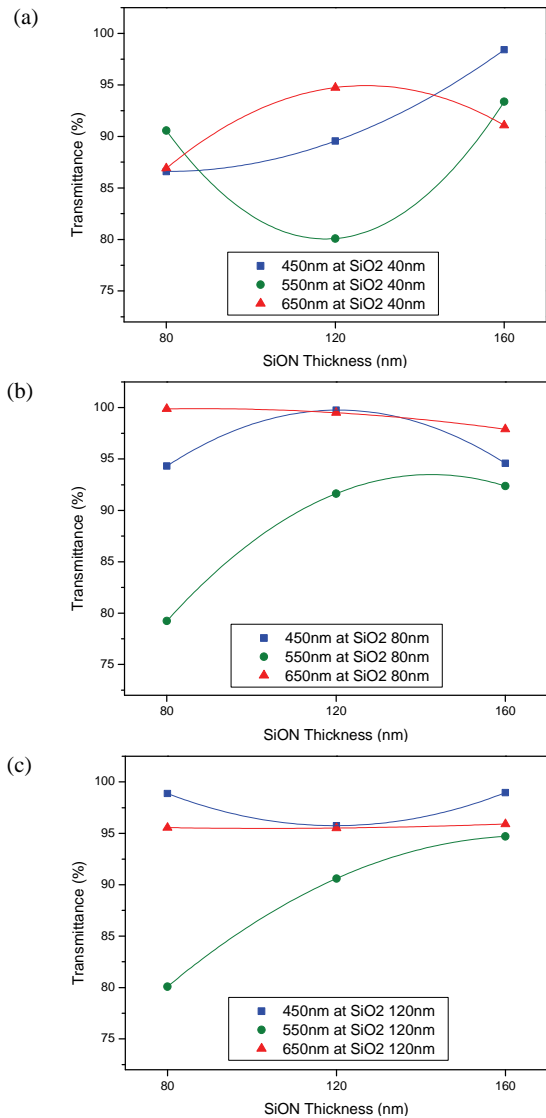 (a)
100
95
90
85
80
75
Transmittance (%)
450nm at SiO2 40nm
550nm at SiO2 40nm
650nm at SiO2 40nm
80 120 160
SiON Thickness (nm)
(b)
100
95
90
85
80
75
Transmittance (%)
450nm at SiO2 80nm
550nm at SiO2 80nm
650nm at SiO2 80nm
80 120 160
SiON Thickness (nm)
(c)
100
95
90
85
80
75
Transmittance (%)
450nm at SiO2 120nm
550nm at SiO2 120nm
650nm at SiO2 120nm
80 120 160
SiON Thickness (nm)